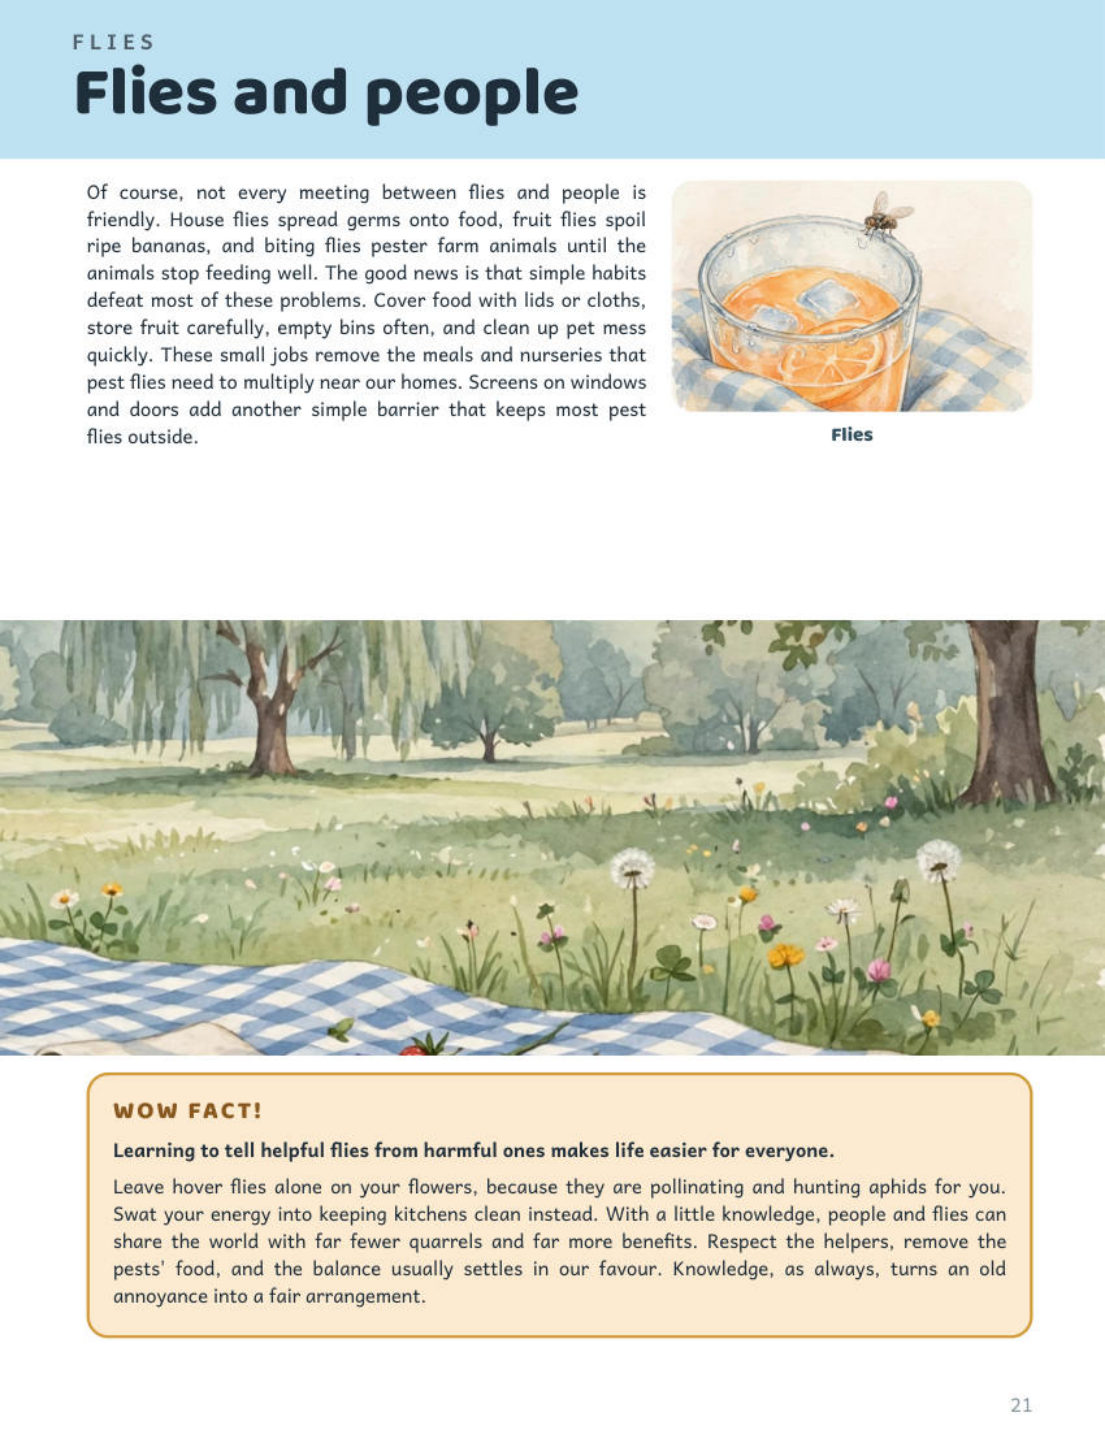 FLIES
Flies and people
Of course, not every meeting between flies and people is
friendly. House flies spread germs onto food, fruit flies spoil
ripe bananas, and biting flies pester farm animals until the
animals stop feeding well. The good news is that simple habits
defeat most of these problems. Cover food with lids or cloths,
store fruit carefully, empty bins often, and clean up pet mess
quickly. These small jobs remove the meals and nurseries that
pest flies need to multiply near our homes. Screens on windows
and doors add another simple barrier that keeps most pest
flies outside.
Flies
WOW FACT!
Learning to tell helpful flies from harmful ones makes life easier for everyone.
Leave hover flies alone on your flowers, because they are pollinating and hunting aphids for you.
Swat your energy into keeping kitchens clean instead. With a little knowledge, people and flies can
share the world with far fewer quarrels and far more benefits. Respect the helpers, remove the
pests' food, and the balance usually settles in our favour. Knowledge, as always, turns an old
annoyance into a fair arrangement.
21